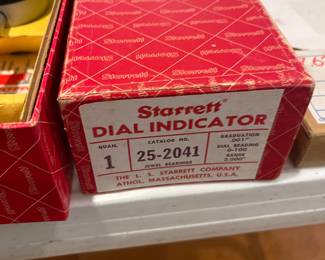 Starrett®
DIAL INDICATOR
QUAN.
1
CATALOG NO.
25-2041
JEWEL BEARINGS
GRADUATION
.001"
DIAL READING
0-100
RANGE
2.000"
THE L. S. STARRETT COMPANY
ATHOL, MASSACHUSETTS, U.S.A.